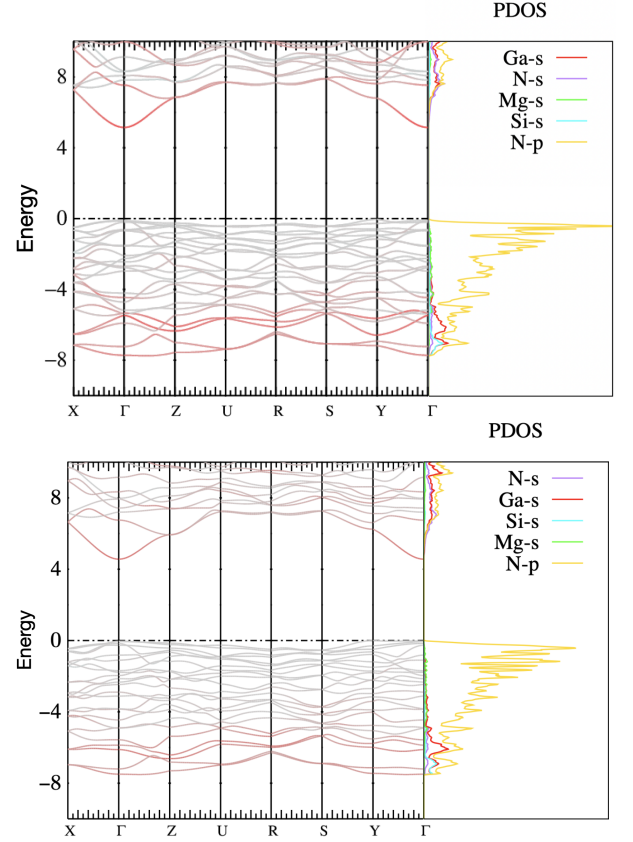 PDOS
Energy
8
4
0
−4
−8
Ga-s
N-s
Mg-s
Si-s
N-p
X Γ Z U R S Y Γ
PDOS
Energy
8
4
0
−4
−8
N-s
Ga-s
Si-s
Mg-s
N-p
X Γ Z U R S Y Γ